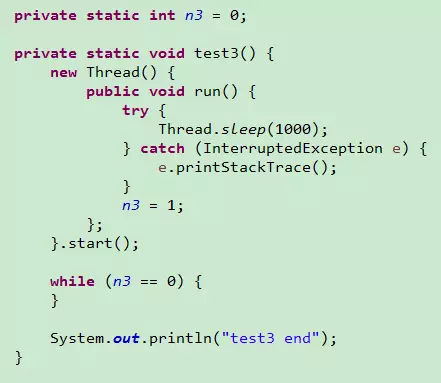 private static int n3 = 0;

private static void test3() {
    new Thread() {
        public void run() {
            try {
                Thread.sleep(1000);
            } catch (InterruptedException e) {
                e.printStackTrace();
            }
            n3 = 1;
        };
    }.start();

    while (n3 == 0) {
    }

    System.out.println("test3 end");
}